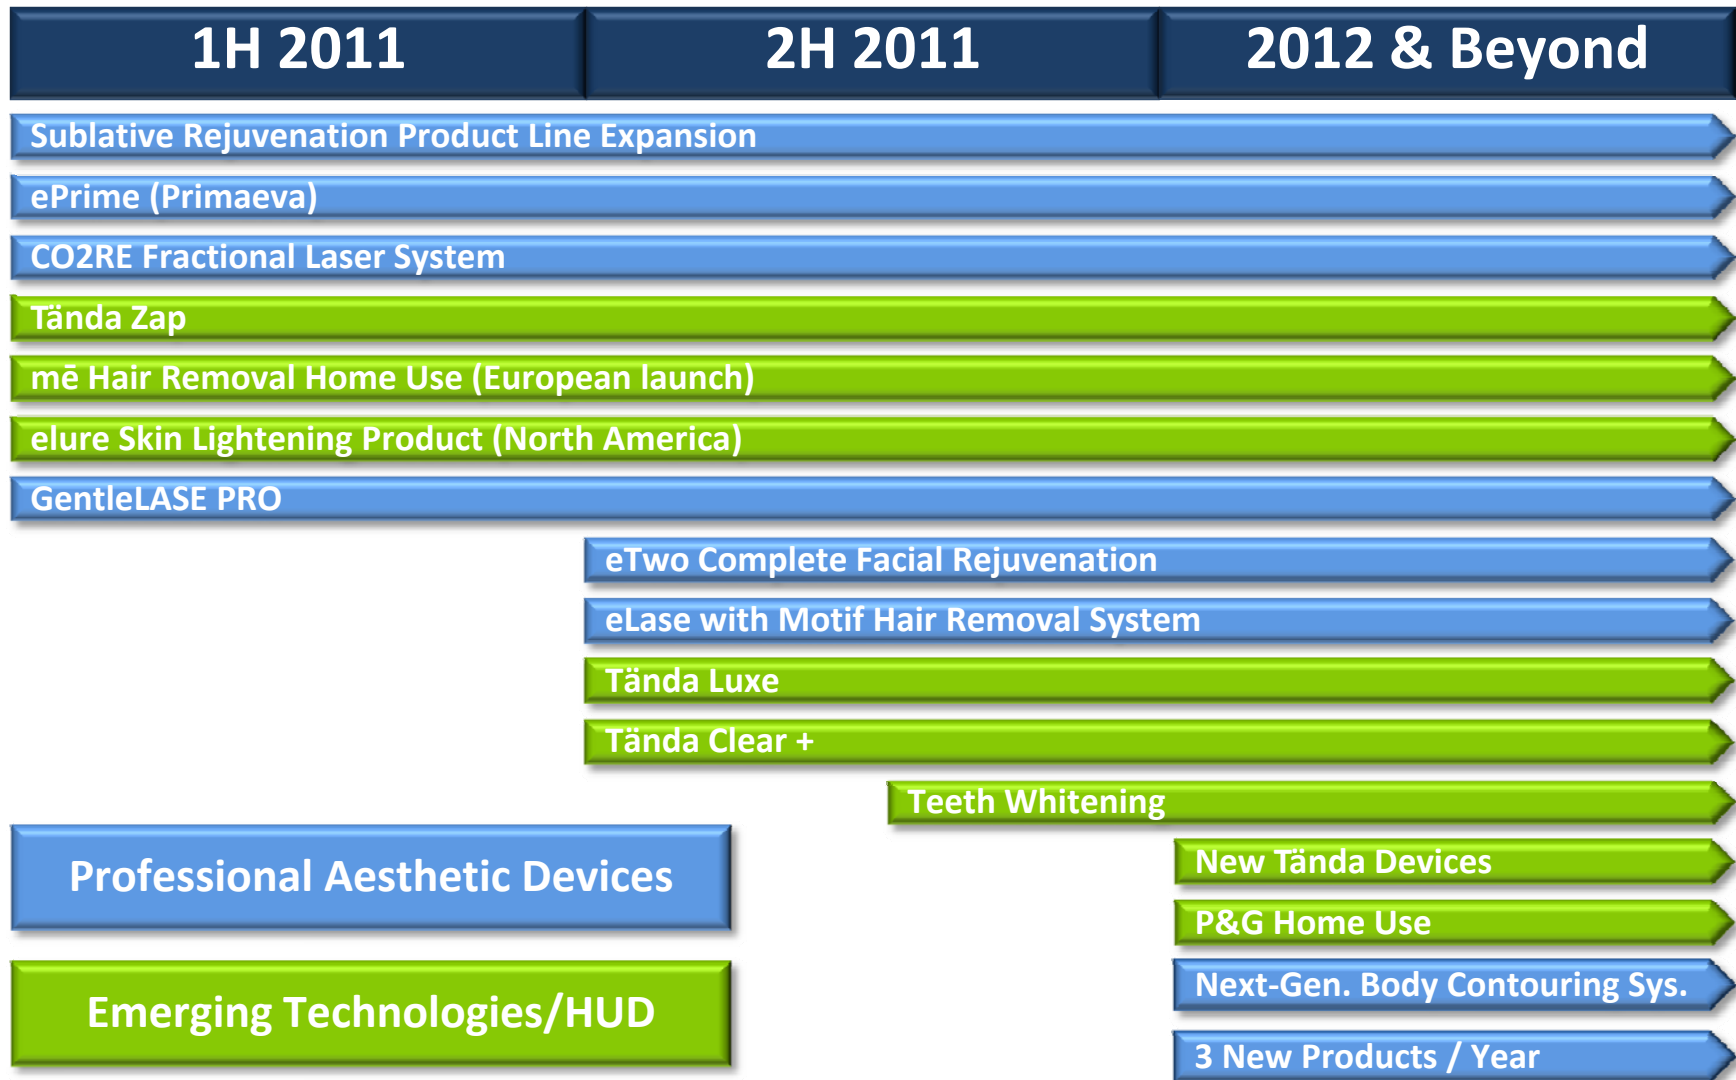 1H 2011
2H 2011
2012 & Beyond
Sublative Rejuvenation Product Line Expansion
ePrime (Primaeva)
CO2RE Fractional Laser System
Tända Zap
mē Hair Removal Home Use (European launch)
elure Skin Lightening Product (North America)
GentleLASE PRO
eTwo Complete Facial Rejuvenation
eLase with Motif Hair Removal System
Tända Luxe
Tända Clear +
Teeth Whitening
Professional Aesthetic Devices
New Tända Devices
P&G Home Use
Next-Gen. Body Contouring Sys.
Emerging Technologies/HUD
3 New Products / Year